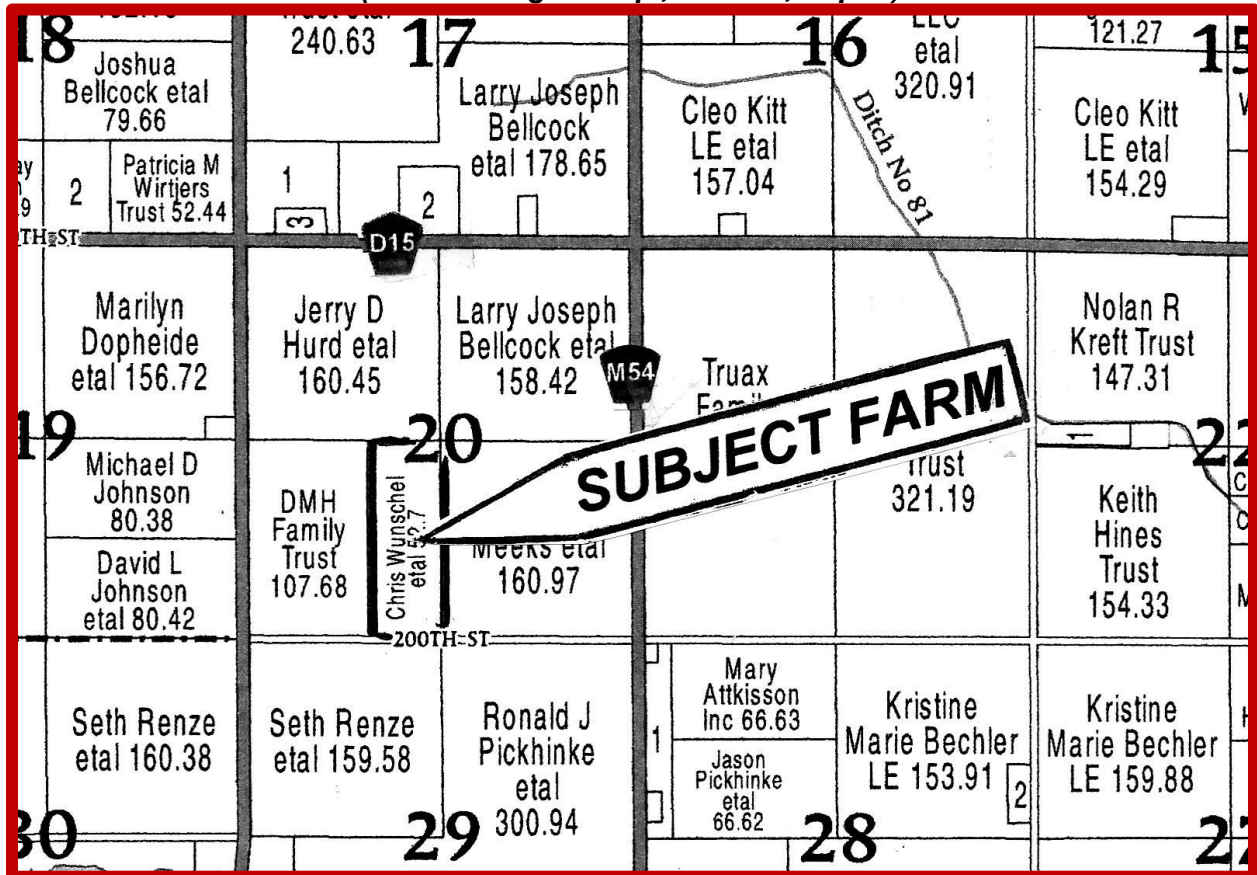 18
17
16
15
240.63
LLC
etal
320.91
121.27
Joshua
Bellcock etal
79.66
Larry Joseph
Bellcock
etal 178.65
Cleo Kitt
LE etal
157.04
Ditch No 81
Cleo Kitt
LE etal
154.29
2
Patricia M
Wirtjers
Trust 52.44
1
3
2
TH ST
D15
Marilyn
Dopheide
etal 156.72
Jerry D
Hurd etal
160.45
Larry Joseph
Bellcock etal
158.42
M54
Truax
Nolan R
Kreft Trust
147.31
SUBJECT FARM
19
20
1
22
Michael D
Johnson
80.38
DMH
Family
Trust
107.68
Chris Wunschel
etal
Trust
321.19
Keith
Hines
Trust
154.33
David L
Johnson
etal 80.42
Meeks etal
160.97
200TH ST
Seth Renze
etal 160.38
Seth Renze
etal 159.58
Ronald J
Pickhinke
etal
300.94
1
Mary
Attkisson
Inc 66.63
Jason
Pickhinke
etal
66.62
Kristine
Marie Bechler
LE 153.91
2
Kristine
Marie Bechler
LE 159.88
30
29
28
27